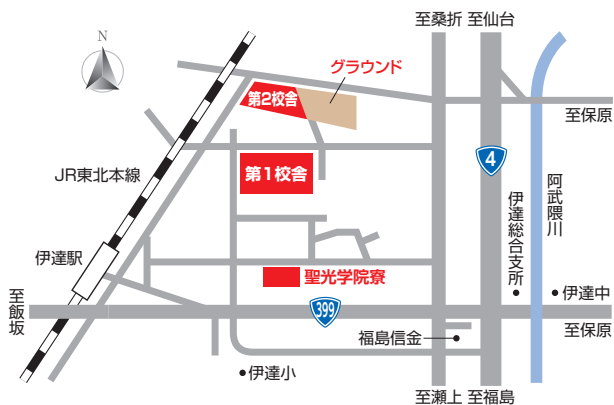 N
至桑折
至仙台
グラウンド
第2校舎
至保原
JR東北本線
第1校舎
4
阿武隈川
伊達総合支所
伊達駅
聖光学院寮
至飯坂
399
伊達中
至保原
福島信金
伊達小
至瀬上
至福島